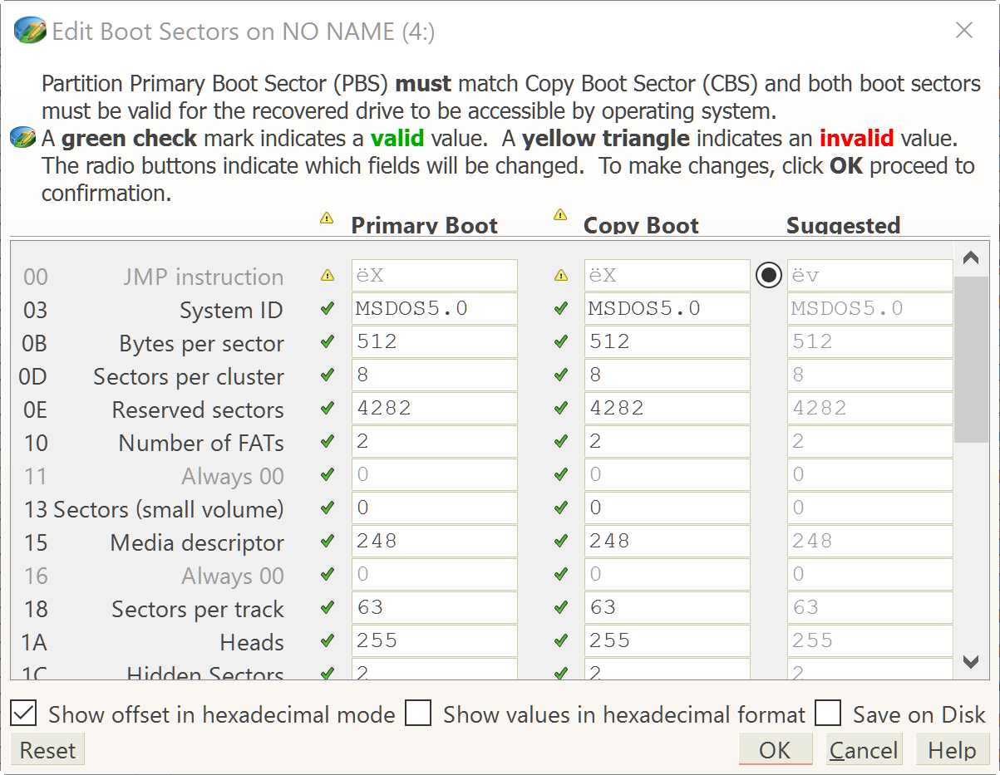 Edit Boot Sectors on NO NAME (4:)
Partition Primary Boot Sector (PBS) must match Copy Boot Sector (CBS) and both boot sectors
must be valid for the recovered drive to be accessible by operating system.
A green check mark indicates a valid value. A yellow triangle indicates an invalid value.
The radio buttons indicate which fields will be changed. To make changes, click OK proceed to
confirmation.
Primary Boot Copy Boot Suggested
00 JMP instruction ëX ëX ëv
03 System ID MSDOS5.0 MSDOS5.0 MSDOS5.0
0B Bytes per sector 512 512 512
0D Sectors per cluster 8 8 8
0E Reserved sectors 4282 4282 4282
10 Number of FATs 2 2 2
11 Always 00 0 0 0
13 Sectors (small volume) 0 0 0
15 Media descriptor 248 248 248
16 Always 00 0 0 0
18 Sectors per track 63 63 63
1A Heads 255 255 255
1C Hidden Sectors 2 2 2
Show offset in hexadecimal mode Show values in hexadecimal format Save on Disk
Reset OK Cancel Help